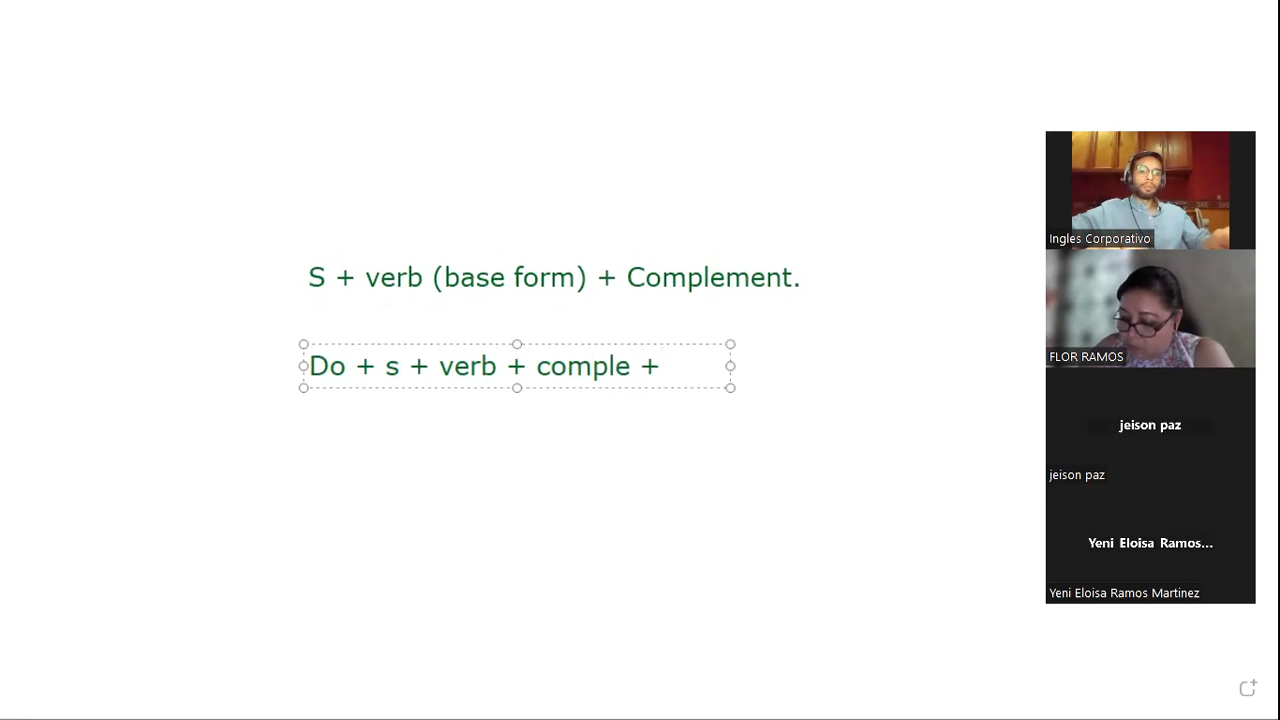 S + verb (base form) + Complement.
Do + s + verb + comple +
Ingles Corporativo
FLOR RAMOS
jeison paz
jeison paz
Yeni Eloisa Ramos...
Yeni Eloisa Ramos Martinez